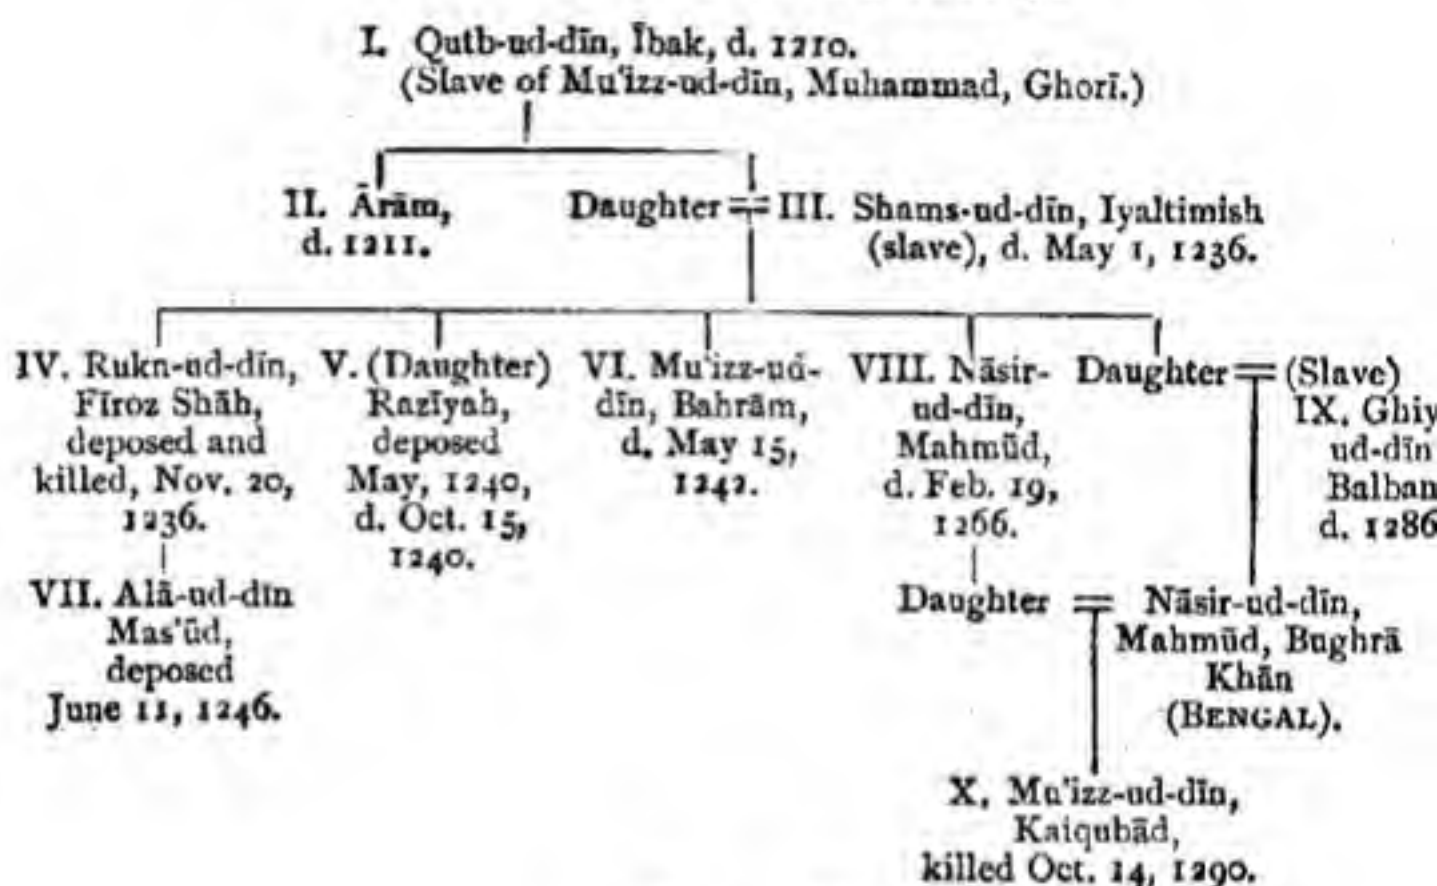 I. Qutb-ud-dīn, Ībak, d. 1210.
(Slave of Mu'izz-ud-dīn, Muhammad, Ghorī.)
II. Ārām,
d. 1211.
Daughter = III. Shams-ud-dīn, Iyaltimish
(slave), d. May 1, 1236.
IV. Rukn-ud-dīn,
Fīroz Shāh,
deposed and
killed, Nov. 20,
1236.
V. (Daughter)
Razīyah,
deposed
May, 1240,
d. Oct. 15,
1240.
VI. Mu'izz-ud-
dīn, Bahrām,
d. May 15,
1242.
VIII. Nāsir-
ud-dīn,
Mahmūd,
d. Feb. 19,
1266.
Daughter = (Slave)
IX. Ghiy
ud-dīn
Balban
d. 1286
VII. Alā-ud-dīn
Mas'ūd,
deposed
June 11, 1246.
Daughter = Nāsir-ud-dīn,
Mahmūd, Bughrā
Khān
(BENGAL).
X. Mu'izz-ud-dīn,
Kaiqubād,
killed Oct. 14, 1290.